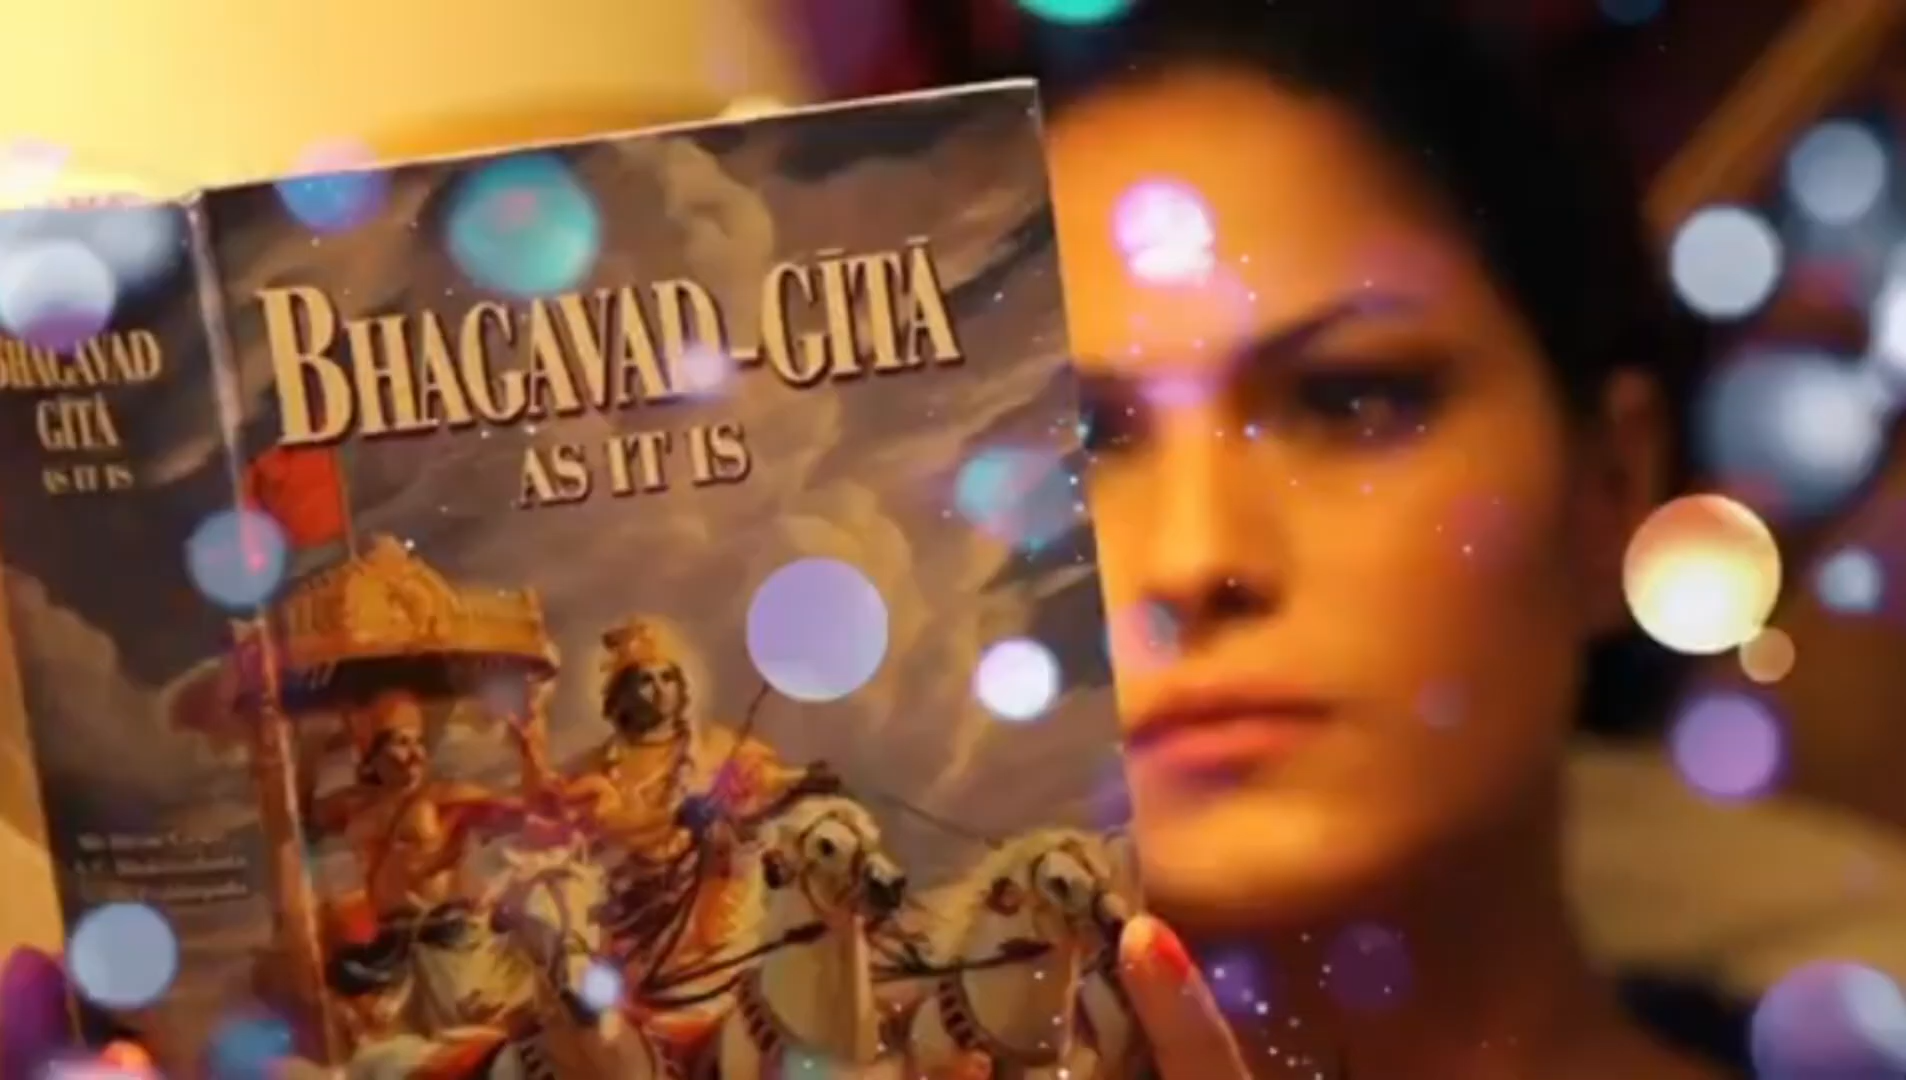 BHAGAVAD
GĪTĀ
AS IT IS
BHAGAVAD-GĪTĀ
AS IT IS